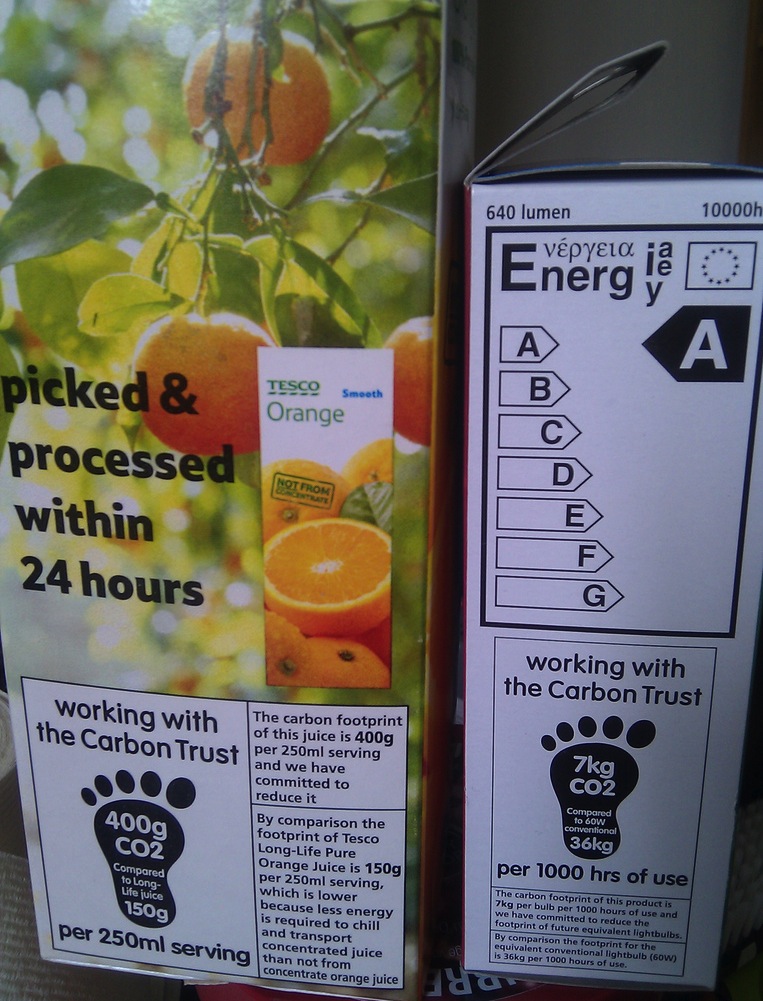 picked &
processed
within
24 hours
TESCO
Smooth
Orange
NOT FROM
CONCENTRATE
working with
the Carbon Trust
400g
CO2
Compared
to Long-
Life juice
150g
per 250ml serving
The carbon footprint
of this juice is 400g
per 250ml serving
and we have
committed to
reduce it
By comparison the
footprint of Tesco
Long-Life Pure
Orange Juice is 150g
per 250ml serving,
which is lower
because less energy
is required to chill
and transport
concentrated juice
than not from
concentrate orange juice
640 lumen
10000h
Energ
νέργεια
ia
ie
y
A
A
B
C
D
E
F
G
working with
the Carbon Trust
7kg
CO2
Compared
to 60W
conventional
36kg
per 1000 hrs of use
The carbon footprint of this product is
7kg per bulb per 1000 hours of use and
we have committed to reduce the
footprint of future equivalent lightbulbs.
By comparison the footprint for the
equivalent conventional lightbulb (60W)
is 36kg per 1000 hours of use.